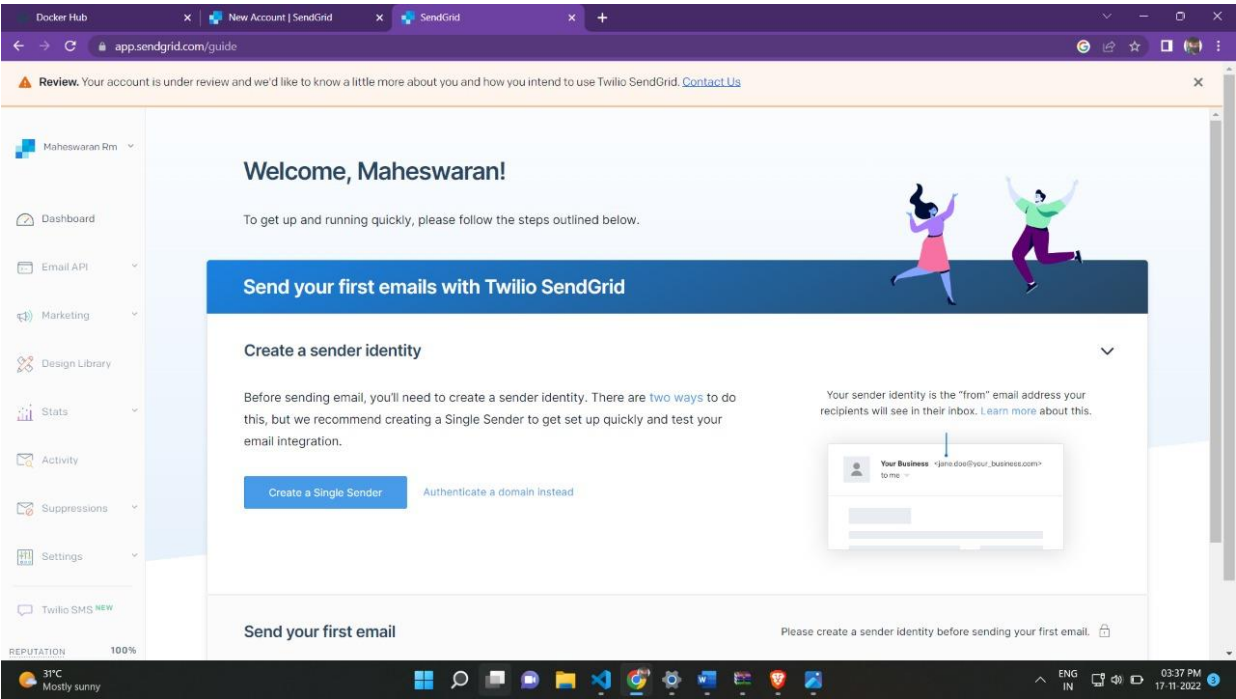 Docker Hub
New Account | SendGrid
SendGrid
app.sendgrid.com/guide
Review. Your account is under review and we'd like to know a little more about you and how you intend to use Twilio SendGrid. Contact Us
Maheswaran Rm
Dashboard
Email API
Marketing
Design Library
Stats
Activity
Suppressions
Settings
Twilio SMS NEW
REPUTATION 100%
Welcome, Maheswaran!
To get up and running quickly, please follow the steps outlined below.
Send your first emails with Twilio SendGrid
Create a sender identity
Before sending email, you'll need to create a sender identity. There are two ways to do
this, but we recommend creating a Single Sender to get set up quickly and test your
email integration.
Create a Single Sender
Authenticate a domain instead
Your sender identity is the "from" email address your
recipients will see in their inbox. Learn more about this.
Your Business <jane.doe@your_business.com>
to me
Send your first email
Please create a sender identity before sending your first email.
31°C
Mostly sunny
ENG
IN
03:37 PM
17-11-2022
3